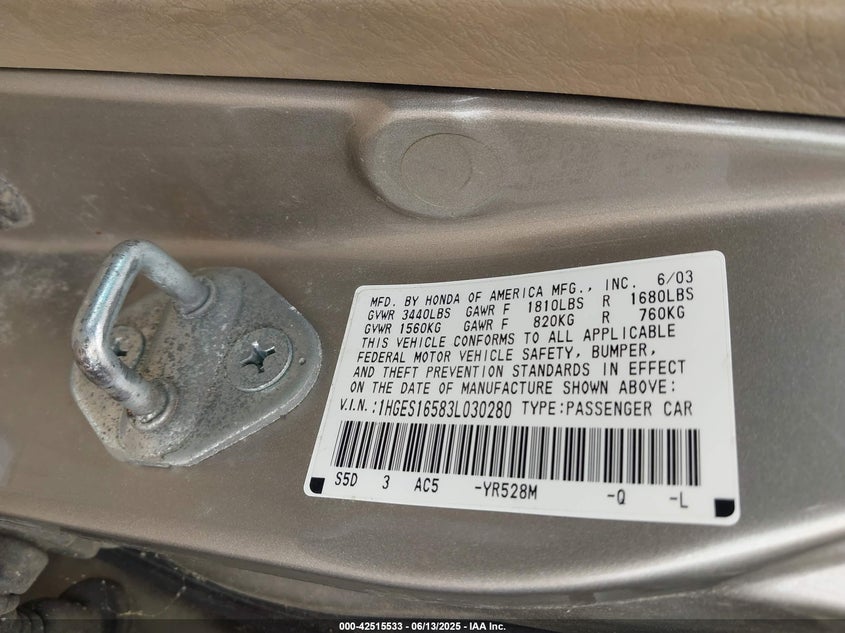 MFD. BY HONDA OF AMERICA MFG., INC. 6/03
GVWR 3440LBS GAWR F 1810LBS R 1680LBS
GVWR 1560KG GAWR F 820KG R 760KG
THIS VEHICLE CONFORMS TO ALL APPLICABLE
FEDERAL MOTOR VEHICLE SAFETY, BUMPER,
AND THEFT PREVENTION STANDARDS IN EFFECT
ON THE DATE OF MANUFACTURE SHOWN ABOVE:
V.I.N.:1HGES16583L030280 TYPE:PASSENGER CAR
S5D 3 AC5 -YR528M -Q -L
000-42515533 - 06/13/2025 - IAA Inc.